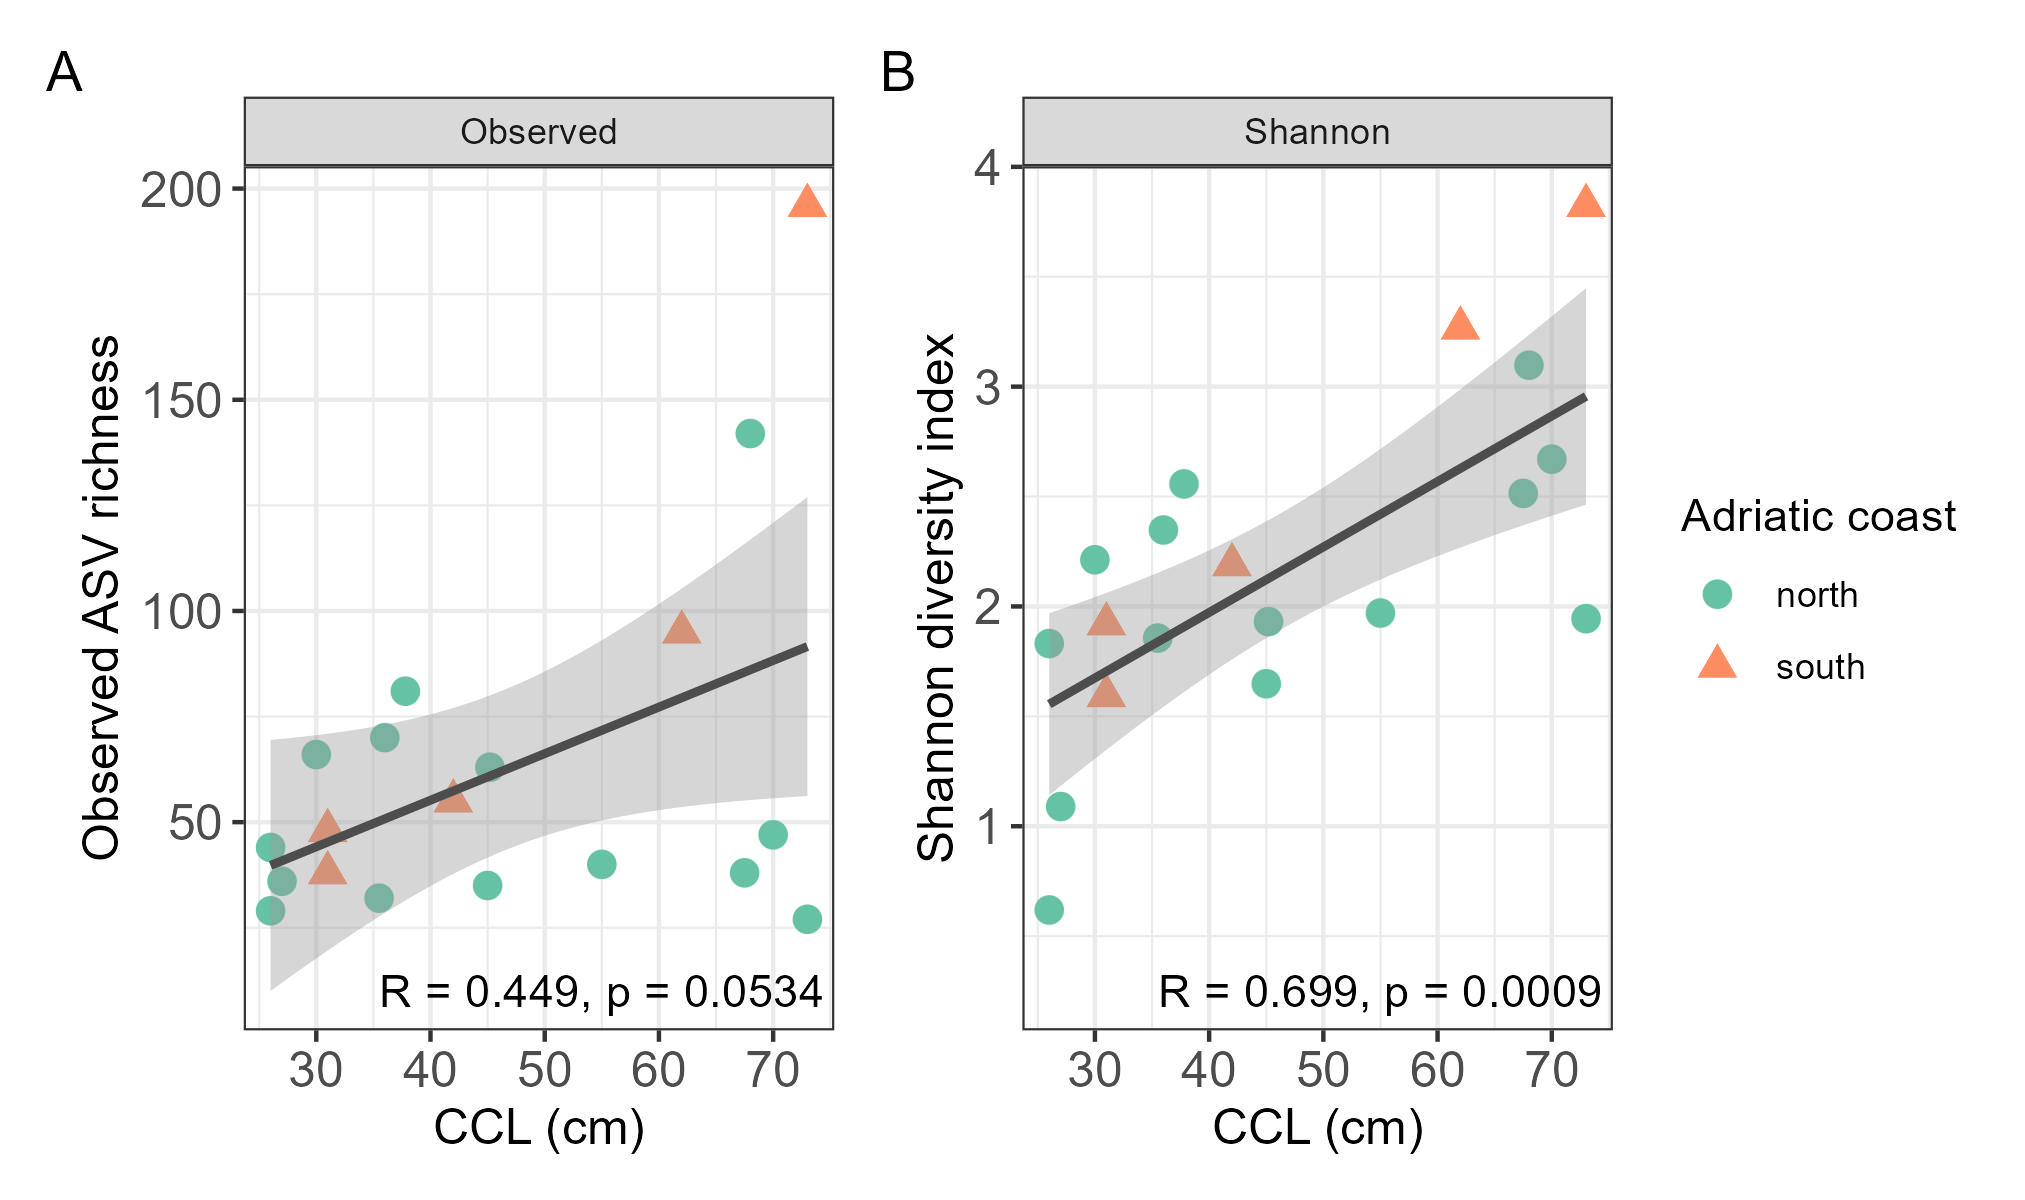 A
Observed
Observed ASV richness
200
150
100
50
R = 0.449, p = 0.0534
30 40 50 60 70
CCL (cm)
B
Shannon
Shannon diversity index
4
3
2
1
R = 0.699, p = 0.0009
30 40 50 60 70
CCL (cm)
Adriatic coast
north
south